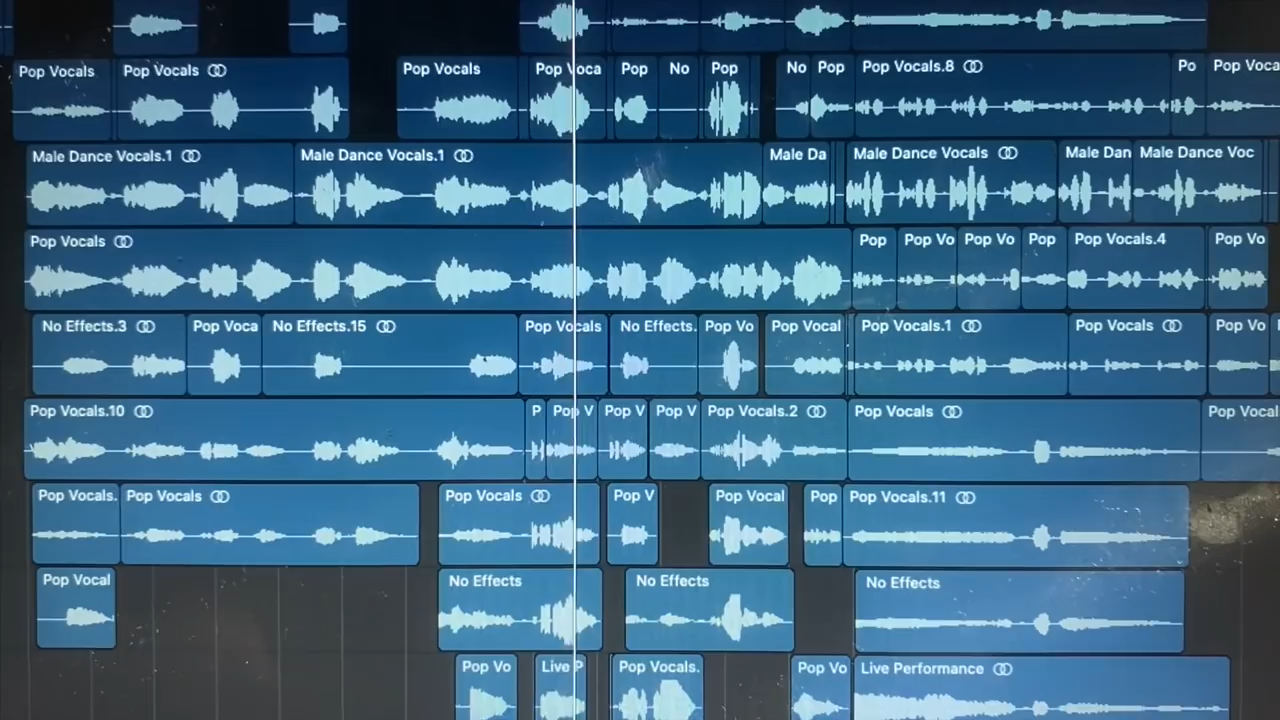 Pop Vocals Pop Vocals Pop Vocals Pop Voca Pop No Pop No Pop Pop Vocals.8 Po Pop Voca
Male Dance Vocals.1 Male Dance Vocals.1 Male Da Male Dance Vocals Male Dan Male Dance Voc
Pop Vocals Pop Pop Vo Pop Vo Pop Pop Vocals.4 Pop Vo
No Effects.3 Pop Voca No Effects.15 Pop Vocals No Effects. Pop Vo Pop Vocal Pop Vocals.1 Pop Vocals Pop Vo
Pop Vocals.10 P Pop V Pop V Pop V Pop Vocals.2 Pop Vocals Pop Vocal
Pop Vocals. Pop Vocals Pop Vocals Pop V Pop Vocal Pop Pop Vocals.11
Pop Vocal No Effects No Effects No Effects
Pop Vo Live P Pop Vocals. Pop Vo Live Performance